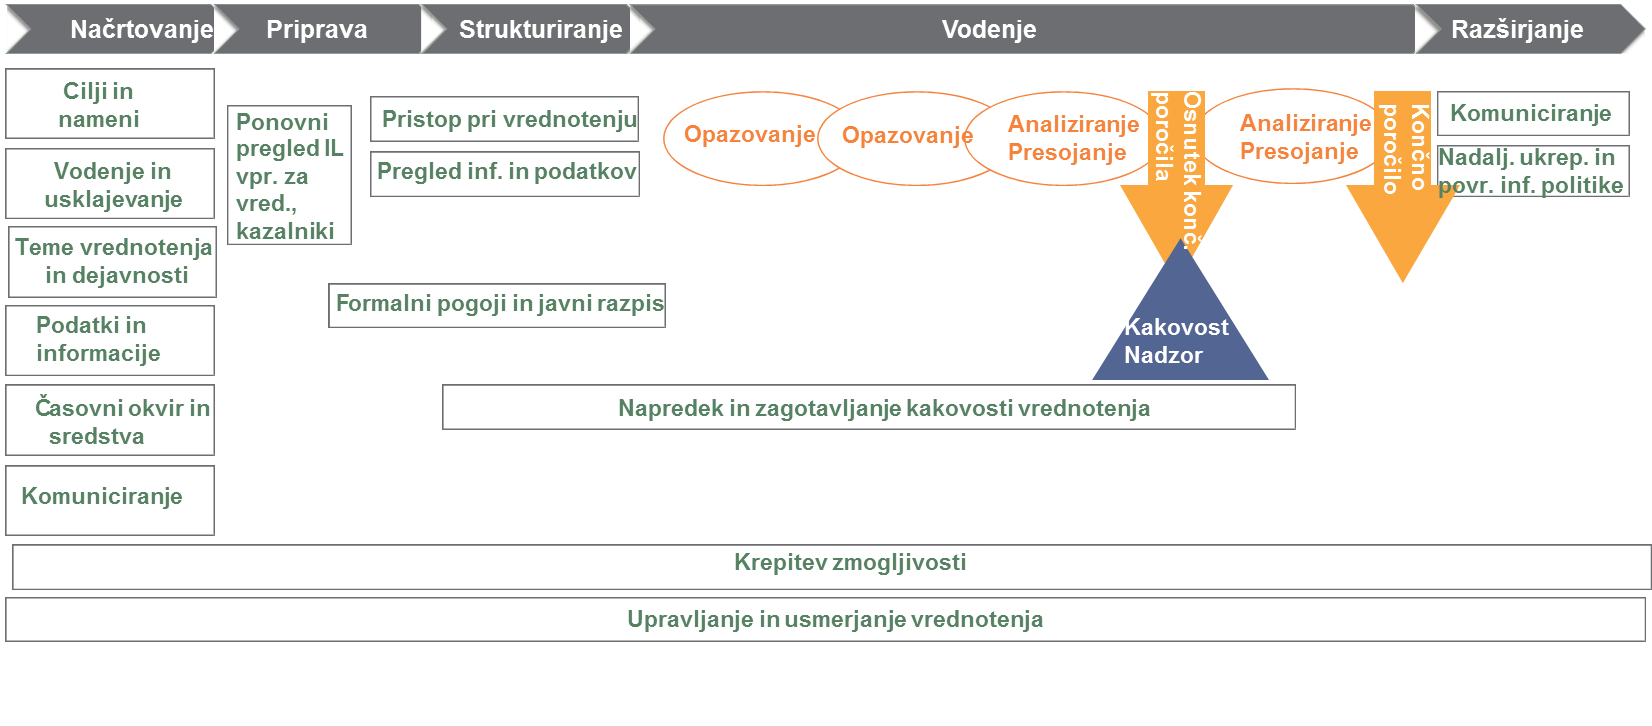 Načrtovanje
Priprava
Strukturiranje
Vodenje
Razširjanje
Cilji in
nameni
Vodenje in
usklajevanje
Teme vrednotenja
in dejavnosti
Podatki in
informacije
Časovni okvir in
sredstva
Komuniciranje
Ponovni
pregled IL
vpr. za
vred.,
kazalniki
Pristop pri vrednotenju
Pregled inf. in podatkov
Formalni pogoji in javni razpis
Opazovanje
Opazovanje
Analiziranje
Presojanje
Osnutek konč.
poročila
Analiziranje
Presojanje
Končno
poročilo
Komuniciranje
Nadalj. ukrep. in
povr. inf. politike
Kakovost
Nadzor
Napredek in zagotavljanje kakovosti vrednotenja
Krepitev zmogljivosti
Upravljanje in usmerjanje vrednotenja